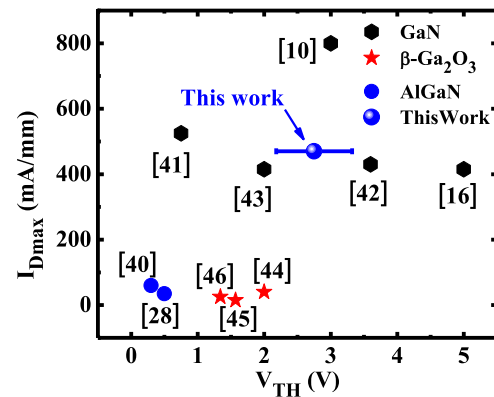 800
600
400
200
0
I_Dmax (mA/mm)
GaN
β-Ga₂O₃
AlGaN
ThisWork
[10]
This work
[41]
[43]
[42]
[16]
[40]
[28]
[46]
[45]
[44]
0 1 2 3 4 5
V_TH (V)